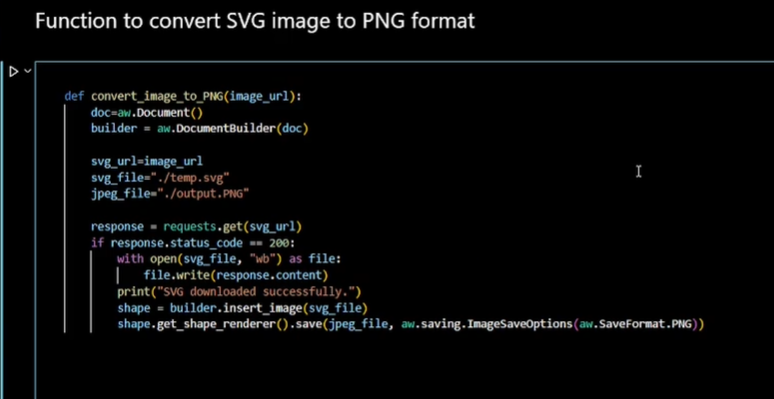 Function to convert SVG image to PNG format
def convert_image_to_PNG(image_url):
doc=aw.Document()
builder = aw.DocumentBuilder(doc)
svg_url=image_url
svg_file="./temp.svg"
jpeg_file="./output.PNG"
response = requests.get(svg_url)
if response.status_code == 200:
with open(svg_file, "wb") as file:
file.write(response.content)
print("SVG downloaded successfully.")
shape = builder.insert_image(svg_file)
shape.get_shape_renderer().save(jpeg_file, aw.saving.ImageSaveOptions(aw.SaveFormat.PNG))